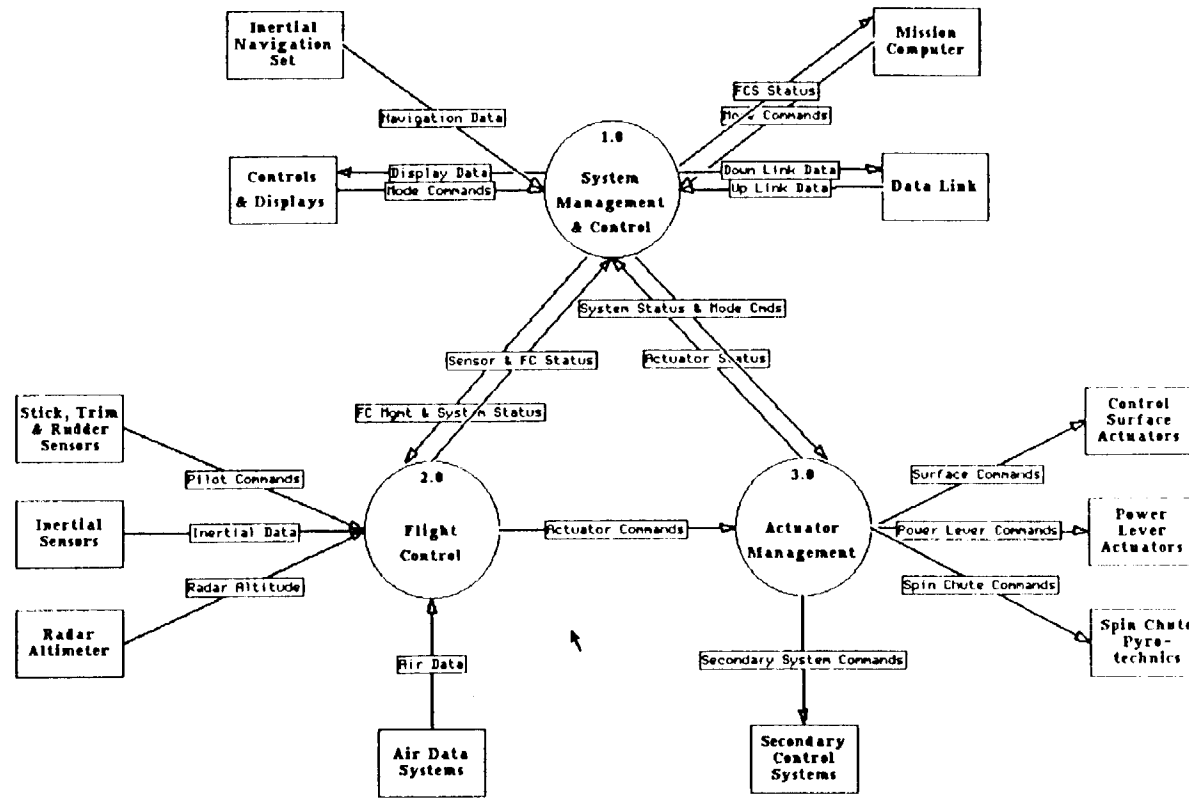 Inertial
Navigation
Set
Mission
Computer
FCS Status
Mode Commands
Navigation Data
1.0
System
Management
& Control
Controls
& Displays
Display Data
Mode Commands
Down Link Data
Up Link Data
Data Link
System Status & Mode Cmds
Sensor & FC Status
Actuator Status
FC Mgmt & System Status
Stick, Trim
& Rudder
Sensors
Control
Surface
Actuators
Pilot Commands
2.0
Flight
Control
3.0
Actuator
Management
Surface Commands
Inertial
Sensors
Inertial Data
Actuator Commands
Power Lever Commands
Power
Lever
Actuators
Radar Altitude
Spin Chute Commands
Radar
Altimeter
Spin Chute
Pyro-
technics
Air Data
Secondary System Commands
Air Data
Systems
Secondary
Control
Systems